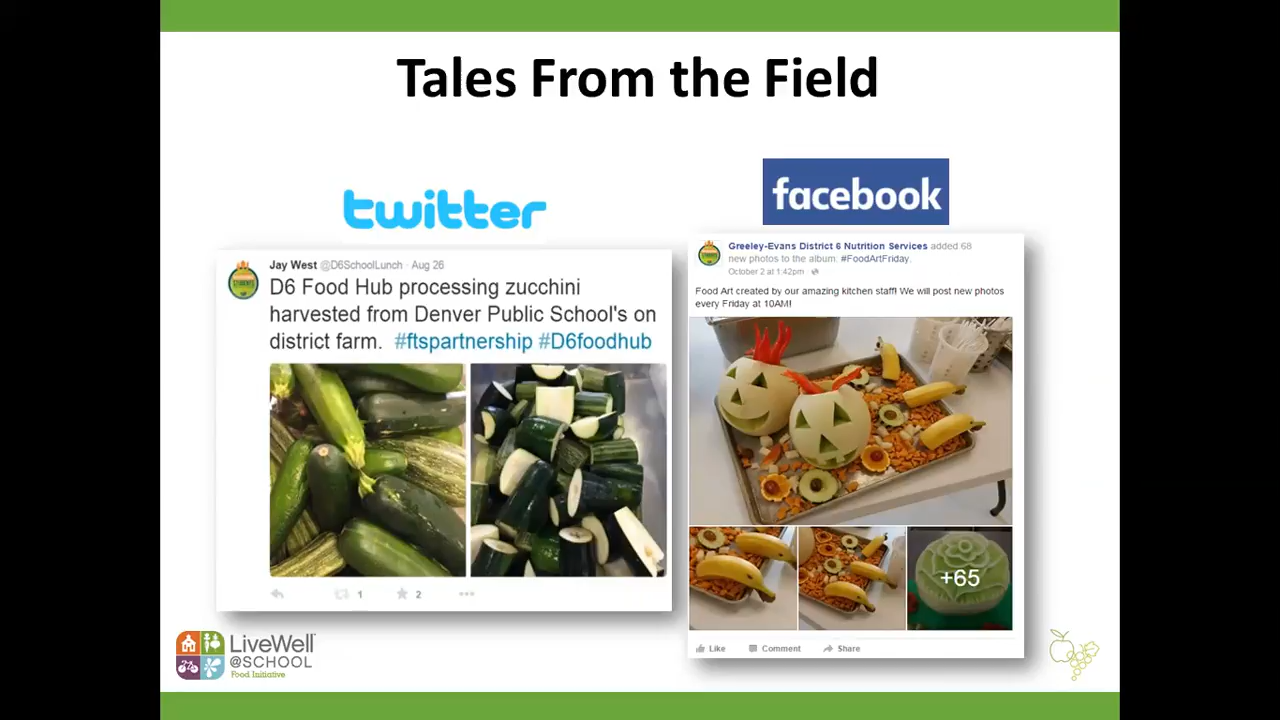 Tales From the Field
twitter
Jay West @D6SchoolLunch · Aug 26
D6 Food Hub processing zucchini
harvested from Denver Public School's on
district farm. #ftspartnership #D6foodhub
1
2
facebook
Greeley-Evans District 6 Nutrition Services added 68
new photos to the album: #FoodArtFriday.
October 2 at 1:42pm ·
Food Art created by our amazing kitchen staff! We will post new photos
every Friday at 10AM!
+65
Like Comment Share
LiveWell
@SCHOOL
Food Initiative